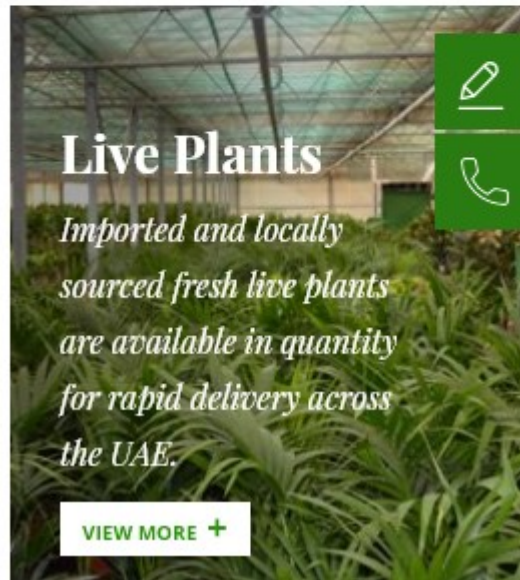 Live Plants
Imported and locally
sourced fresh live plants
are available in quantity
for rapid delivery across
the UAE.
VIEW MORE +